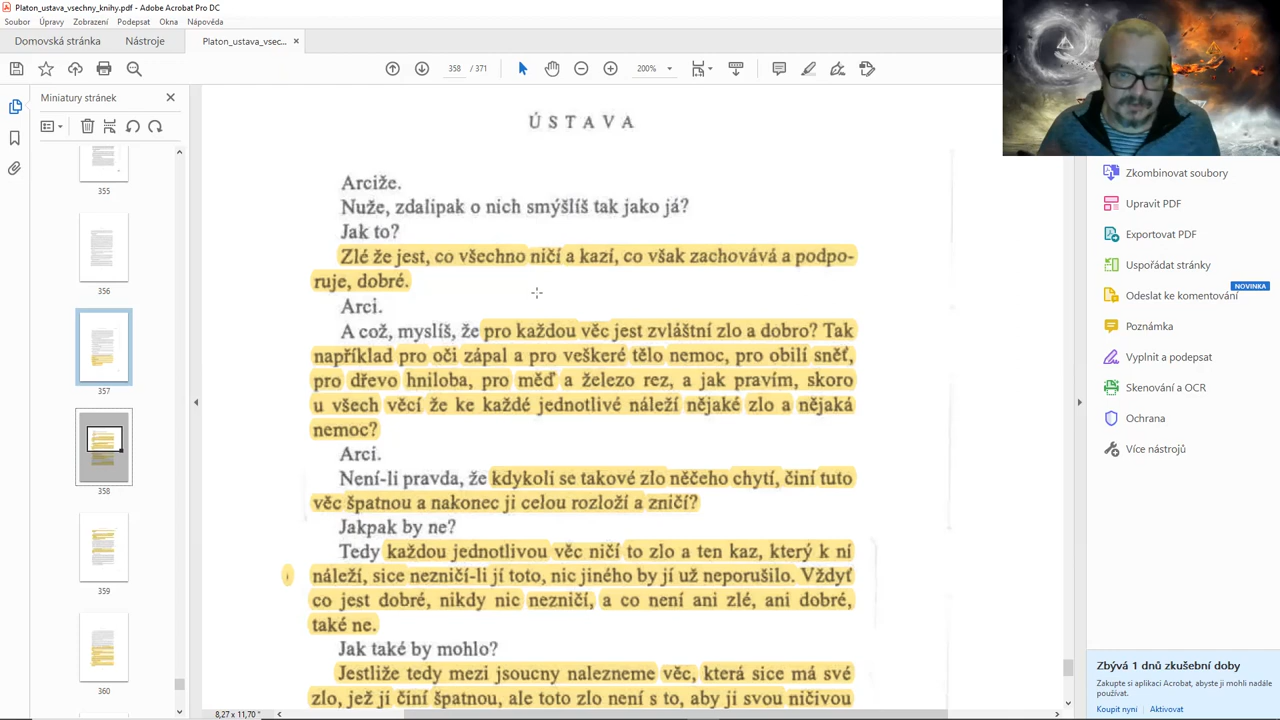 Platon_ustava_vsechny_knihy.pdf - Adobe Acrobat Pro DC
Soubor Úpravy Zobrazení Podepsat Okna Nápověda
Domovská stránka Nástroje Platon_ustava_vsec... ×
358 / 371 200%
Miniatury stránek
355
356
357
358
359
360
ÚSTAVA
Arciže.
Nuže, zdalipak o nich smýšlíš tak jako já?
Jak to?
Zlé že jest, co všechno ničí a kazí, co však zachovává a podpo-
ruje, dobré.
Arci.
A což, myslíš, že pro každou věc jest zvláštní zlo a dobro? Tak
například pro oči zápal a pro veškeré tělo nemoc, pro obilí sněť,
pro dřevo hniloba, pro měď a železo rez, a jak pravím, skoro
u všech věcí že ke každé jednotlivé náleží nějaké zlo a nějaká
nemoc?
Arci.
Není-li pravda, že kdykoli se takové zlo něčeho chytí, činí tuto
věc špatnou a nakonec ji celou rozloží a zničí?
Jakpak by ne?
Tedy každou jednotlivou věc ničí to zlo a ten kaz, který k ní
náleží, sice nezničí-li jí toto, nic jiného by jí už neporušilo. Vždyť
co jest dobré, nikdy nic nezničí, a co není ani zlé, ani dobré,
také ne.
Jak také by mohlo?
Jestliže tedy mezi jsoucny nalezneme věc, která sice má své
zlo, jež ji činí špatnou, ale toto zlo není s to, aby ji svou ničivou
8,27 x 11,70 "
Zkombinovat soubory
Upravit PDF
Exportovat PDF
Uspořádat stránky
NOVINKA
Odeslat ke komentování
Poznámka
Vyplnit a podepsat
Skenování a OCR
Ochrana
Více nástrojů
Zbývá 1 dnů zkušební doby
Zakupte si aplikaci Acrobat, abyste ji mohli nadále
používat.
Koupit nyní Aktivovat